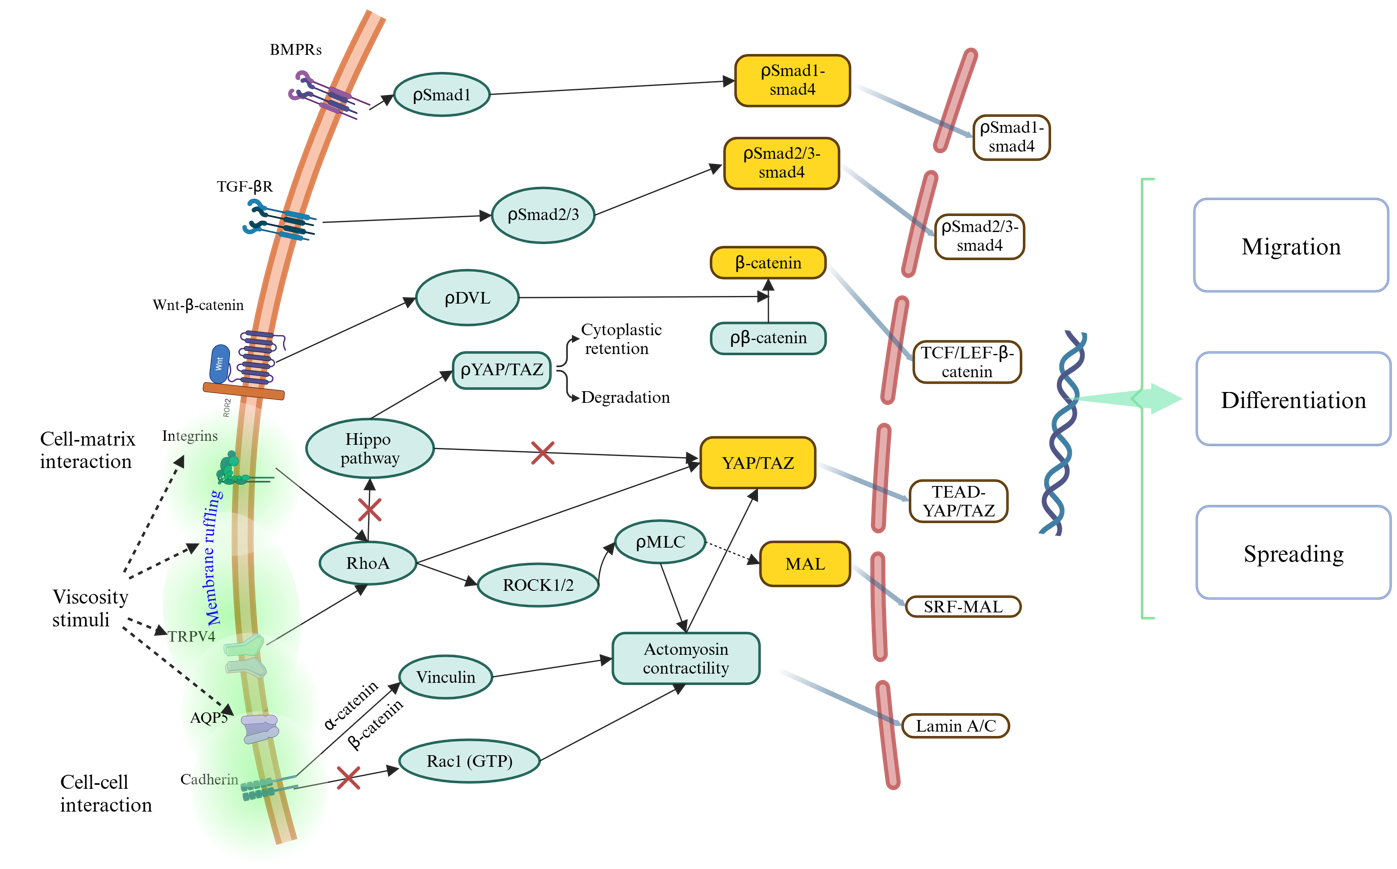 BMPRs
ρSmad1
ρSmad1-
smad4
ρSmad1-
smad4
TGF-βR
ρSmad2/3
ρSmad2/3-
smad4
ρSmad2/3-
smad4
Wnt-β-catenin
Wnt
ROR2
ρDVL
β-catenin
ρβ-catenin
TCF/LEF-β-
catenin
ρYAP/TAZ
Cytoplastic
retention
Degradation
Cell-matrix
interaction
Integrins
Hippo
pathway
YAP/TAZ
TEAD-
YAP/TAZ
Membrane ruffling
RhoA
ROCK1/2
ρMLC
MAL
SRF-MAL
Viscosity
stimuli
TRPV4
AQP5
Actomyosin
contractility
Vinculin
α-catenin
β-catenin
Lamin A/C
Cadherin
Rac1 (GTP)
Cell-cell
interaction
Migration
Differentiation
Spreading